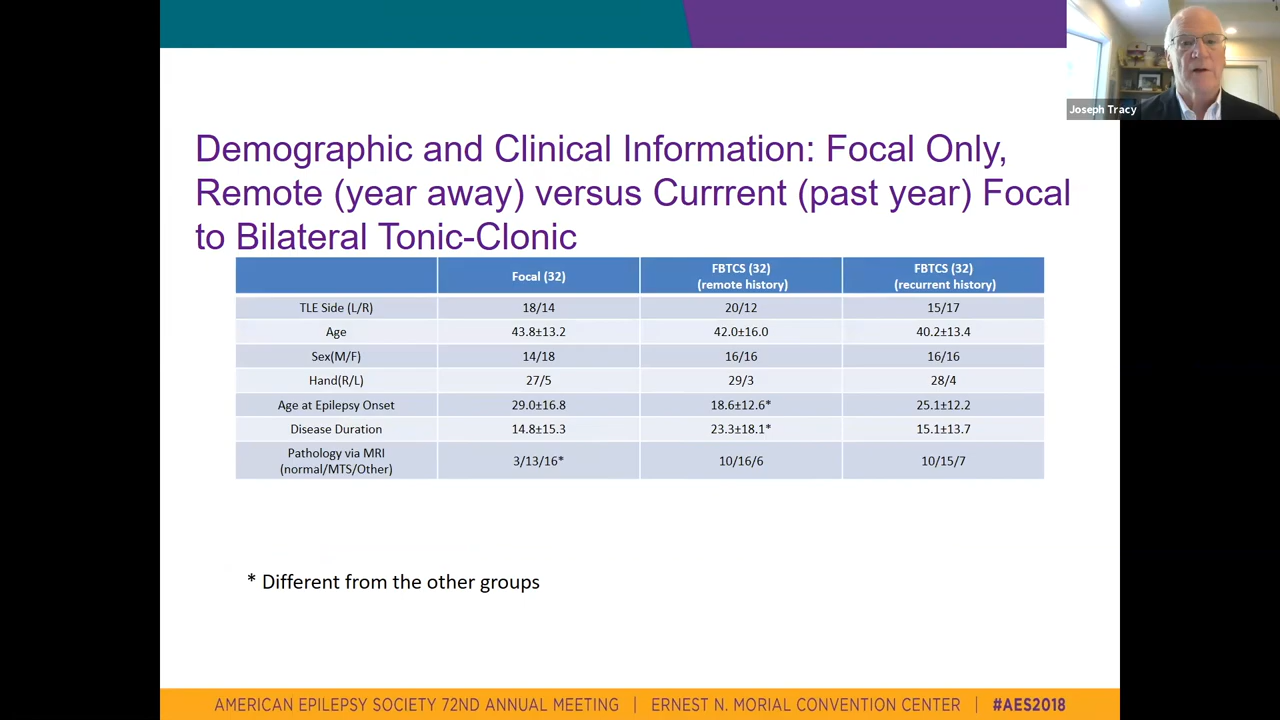 Joseph Tracy
Demographic and Clinical Information: Focal Only,
Remote (year away) versus Currrent (past year) Focal
to Bilateral Tonic-Clonic
Focal (32)
FBTCS (32)
(remote history)
FBTCS (32)
(recurrent history)
TLE Side (L/R) 18/14 20/12 15/17
Age 43.8±13.2 42.0±16.0 40.2±13.4
Sex(M/F) 14/18 16/16 16/16
Hand(R/L) 27/5 29/3 28/4
Age at Epilepsy Onset 29.0±16.8 18.6±12.6* 25.1±12.2
Disease Duration 14.8±15.3 23.3±18.1* 15.1±13.7
Pathology via MRI
(normal/MTS/Other) 3/13/16* 10/16/6 10/15/7
* Different from the other groups
AMERICAN EPILEPSY SOCIETY 72ND ANNUAL MEETING | ERNEST N. MORIAL CONVENTION CENTER | #AES2018